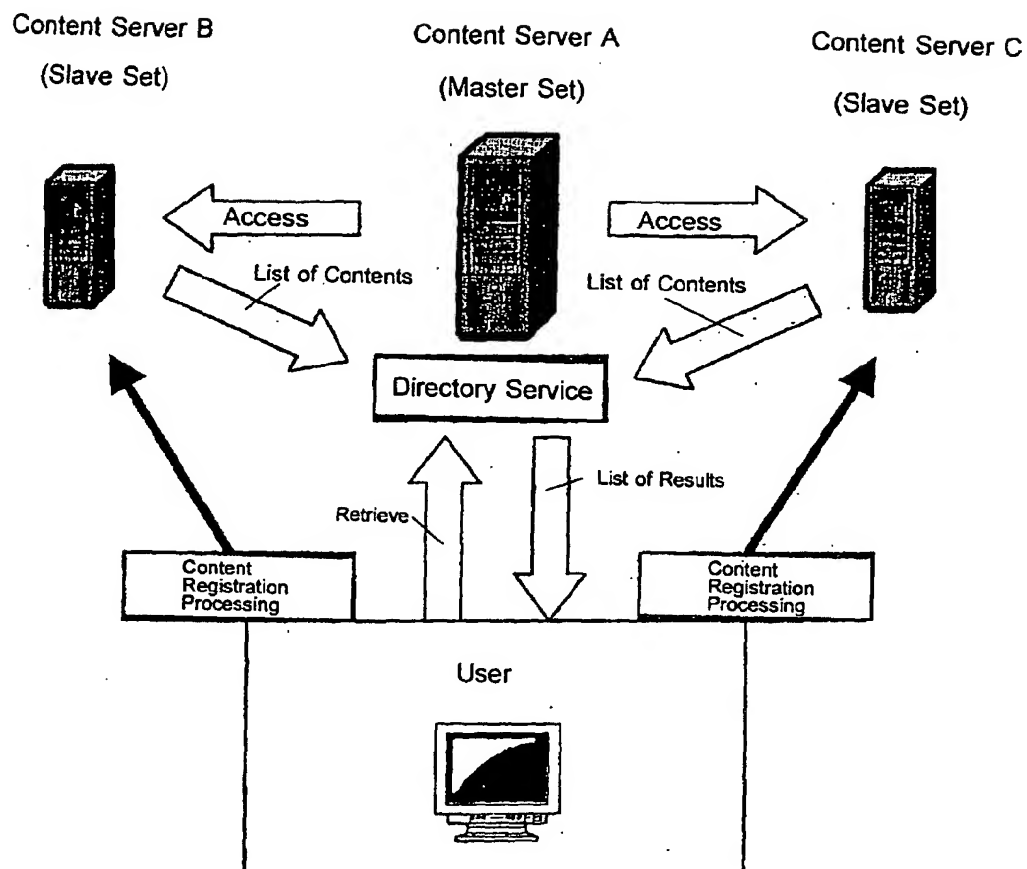 Content Server B
(Slave Set)
Content Server A
(Master Set)
Content Server C
(Slave Set)
Access
Access
List of Contents
List of Contents
Directory Service
Retrieve
List of Results
Content
Registration
Processing
Content
Registration
Processing
User